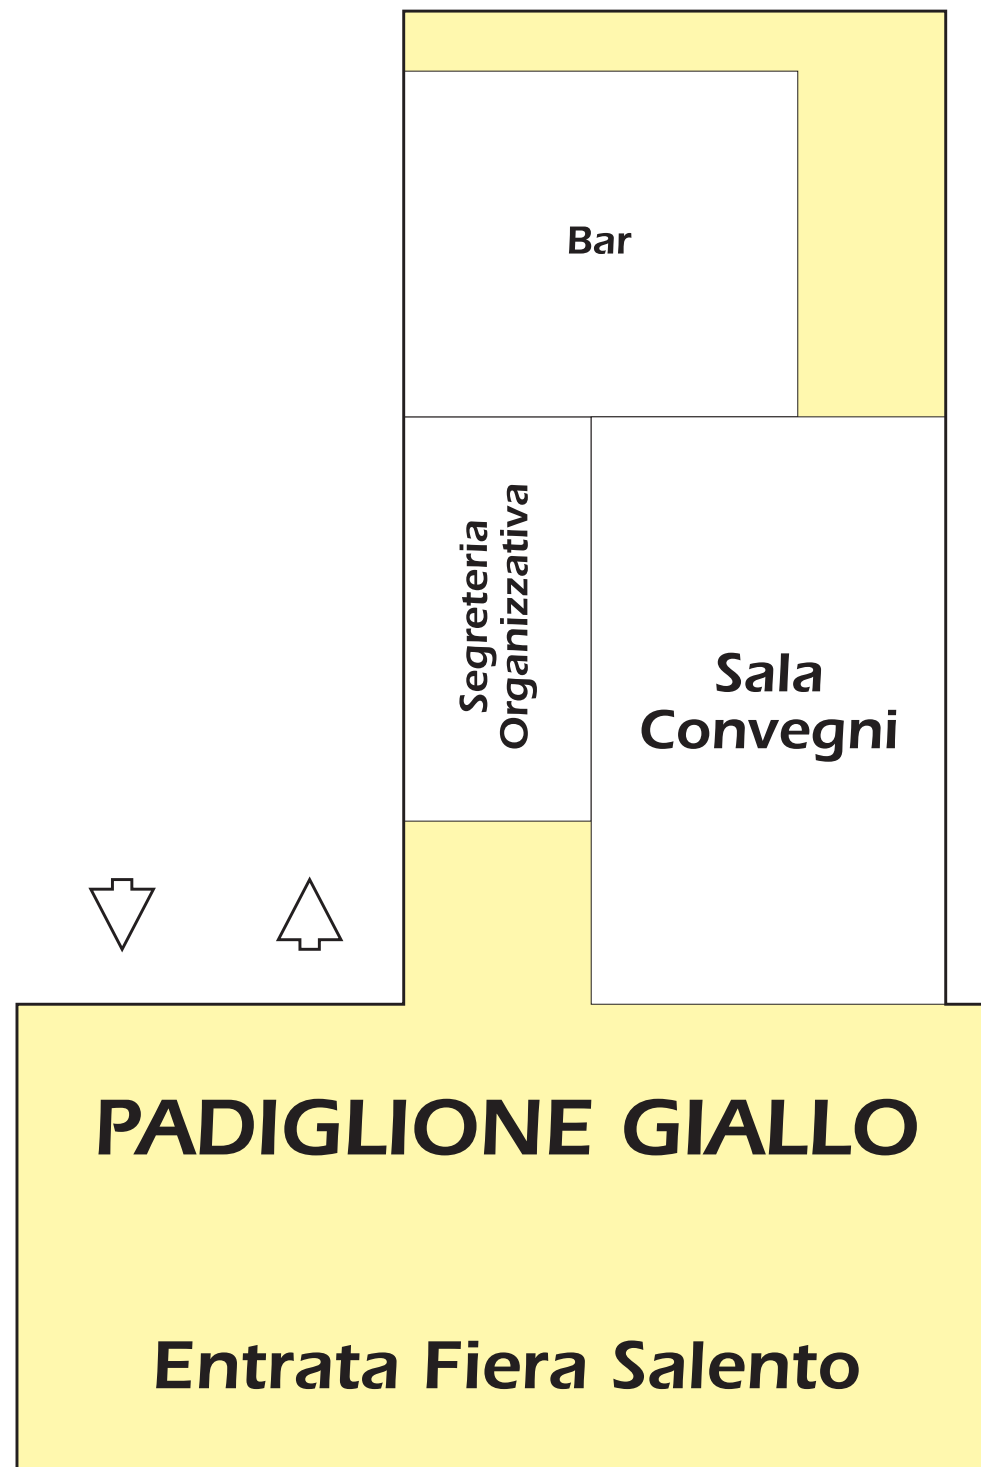 Bar
Segreteria
Organizzativa
Sala
Convegni
PADIGLIONE GIALLO
Entrata Fiera Salento